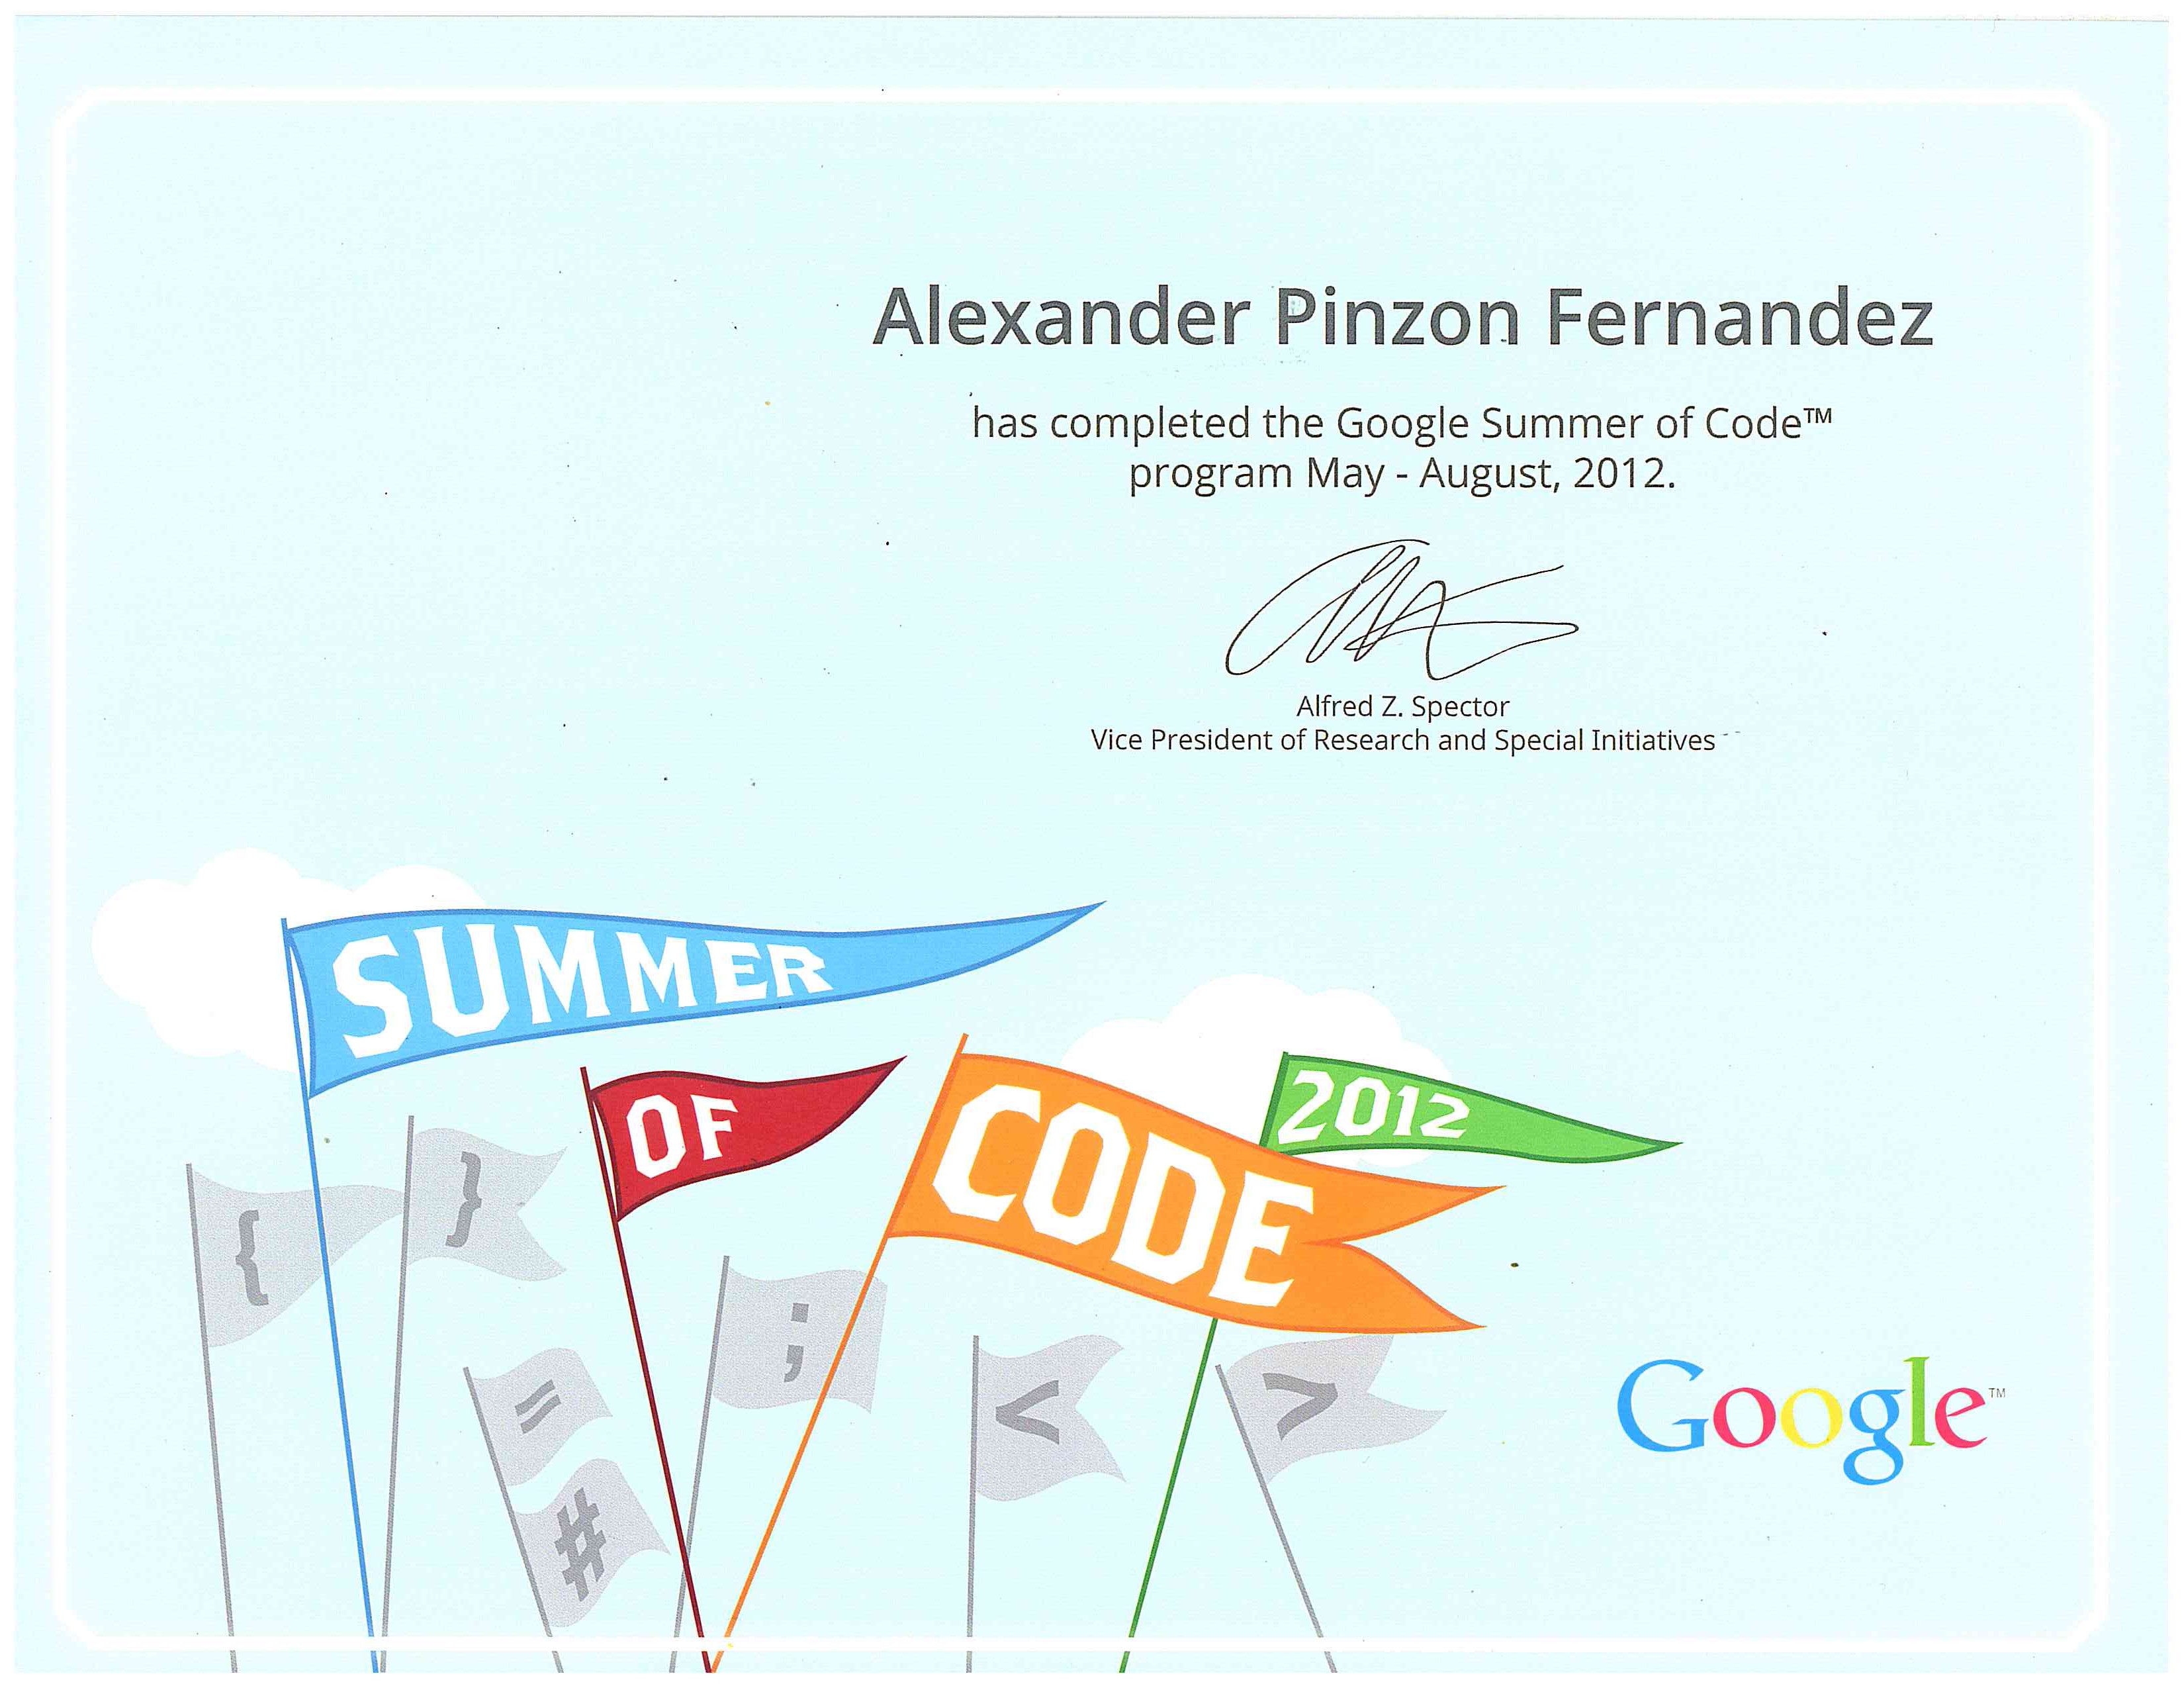 Alexander Pinzon Fernandez
has completed the Google Summer of Code™
program May - August, 2012.
Alfred Z. Spector
Vice President of Research and Special Initiatives
SUMMER
OF
CODE
2012
{
}
=
#
;
<
>
Google™